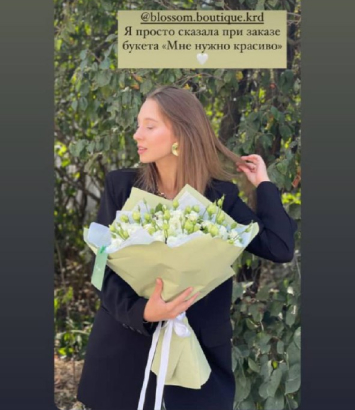 @blossom.boutique.krd
Я просто сказала при заказе
букета «Мне нужно красиво»
🤍